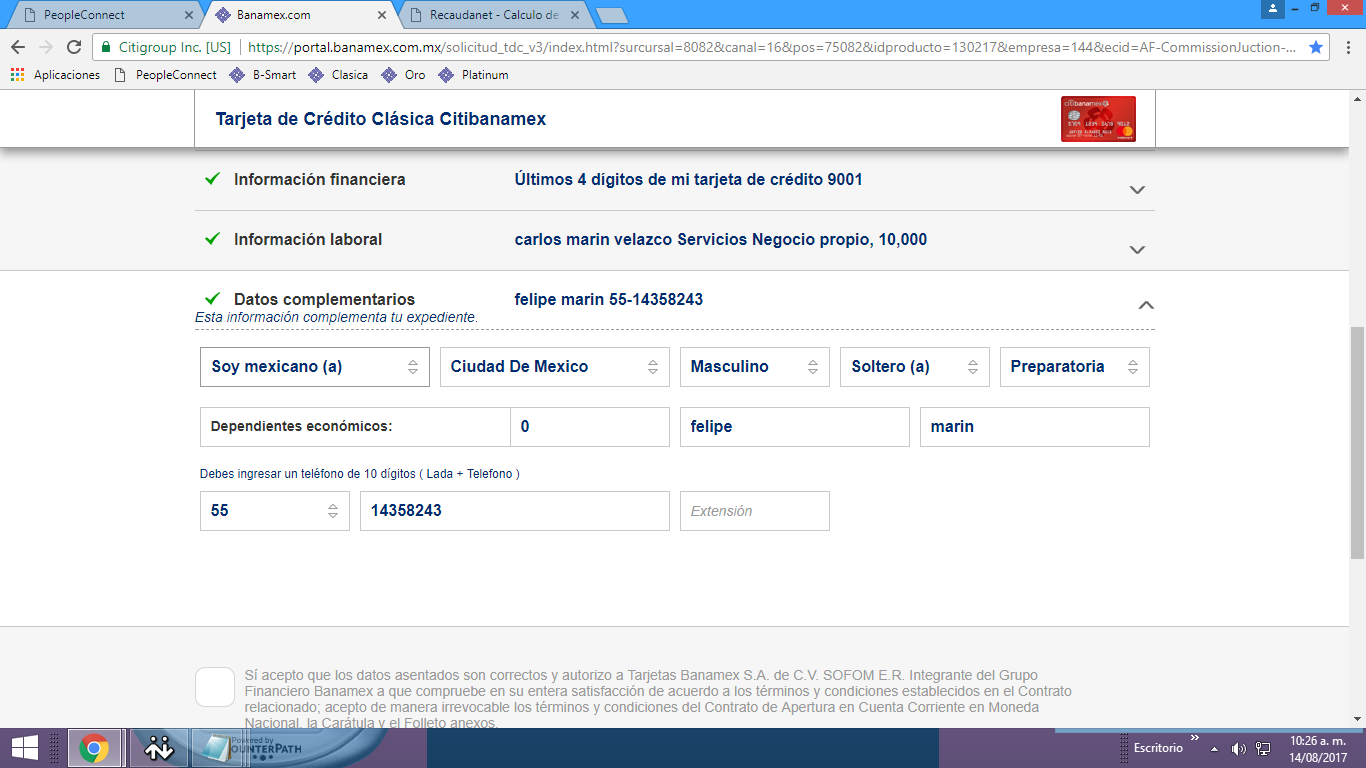 PeopleConnect
Banamex.com
Recaudanet - Calculo de
Citigroup Inc. [US]
https://portal.banamex.com.mx/solicitud_tdc_v3/index.html?surcursal=8082&canal=16&pos=75082&idproducto=130217&empresa=144&ecid=AF-CommissionJuction-...
Aplicaciones PeopleConnect B-Smart Clasica Oro Platinum
Tarjeta de Crédito Clásica Citibanamex
citibanamex
Información financiera Últimos 4 dígitos de mi tarjeta de crédito 9001
Información laboral carlos marin velazco Servicios Negocio propio, 10,000
Datos complementarios felipe marin 55-14358243
Esta información complementa tu expediente.
Soy mexicano (a) Ciudad De Mexico Masculino Soltero (a) Preparatoria
Dependientes económicos: 0 felipe marin
Debes ingresar un teléfono de 10 dígitos ( Lada + Telefono )
55 14358243 Extensión
Sí acepto que los datos asentados son correctos y autorizo a Tarjetas Banamex S.A. de C.V. SOFOM E.R. Integrante del Grupo
Financiero Banamex a que compruebe en su entera satisfacción de acuerdo a los términos y condiciones establecidos en el Contrato
relacionado; acepto de manera irrevocable los términos y condiciones del Contrato de Apertura en Cuenta Corriente en Moneda
Nacional, la Carátula y el Folleto anexos.
Powered by
OUNTERPATH
Escritorio
10:26 a. m.
14/08/2017